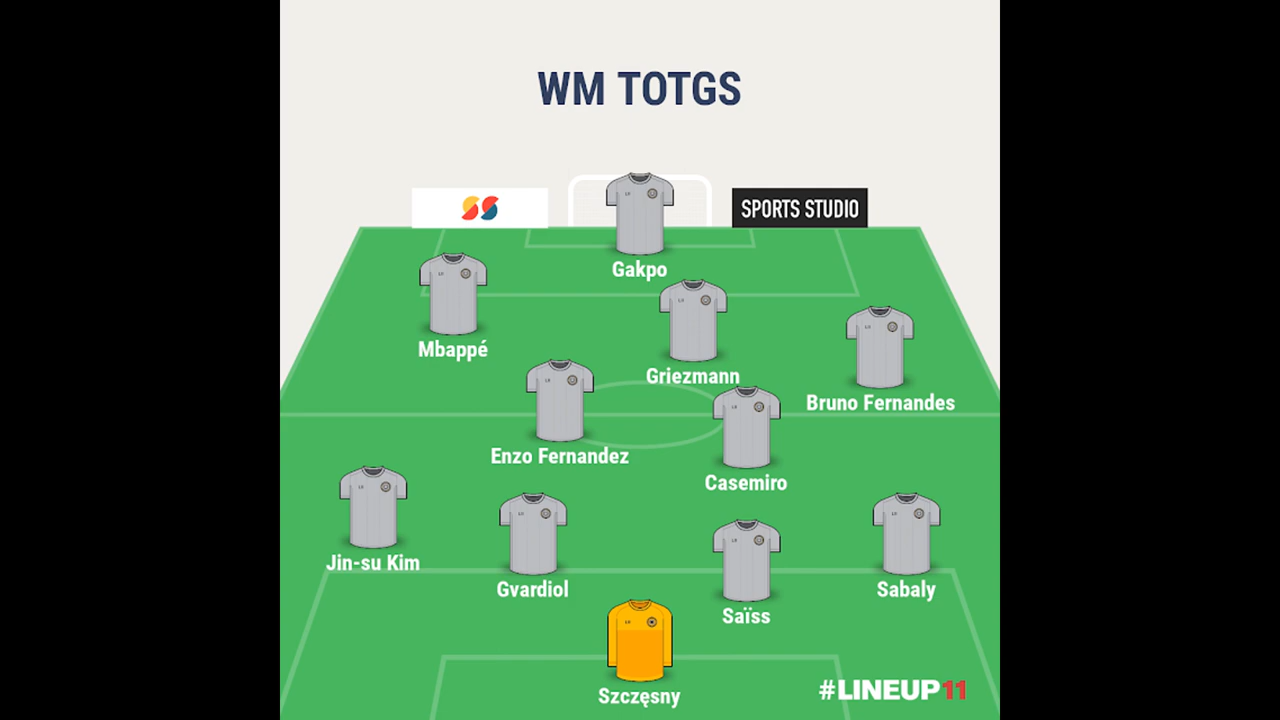 WM TOTGS
SPORTS STUDIO
Gakpo
Mbappé
Griezmann
Bruno Fernandes
Enzo Fernandez
Casemiro
Jin-su Kim
Gvardiol
Sabaly
Saïss
Szczęsny
#LINEUP11